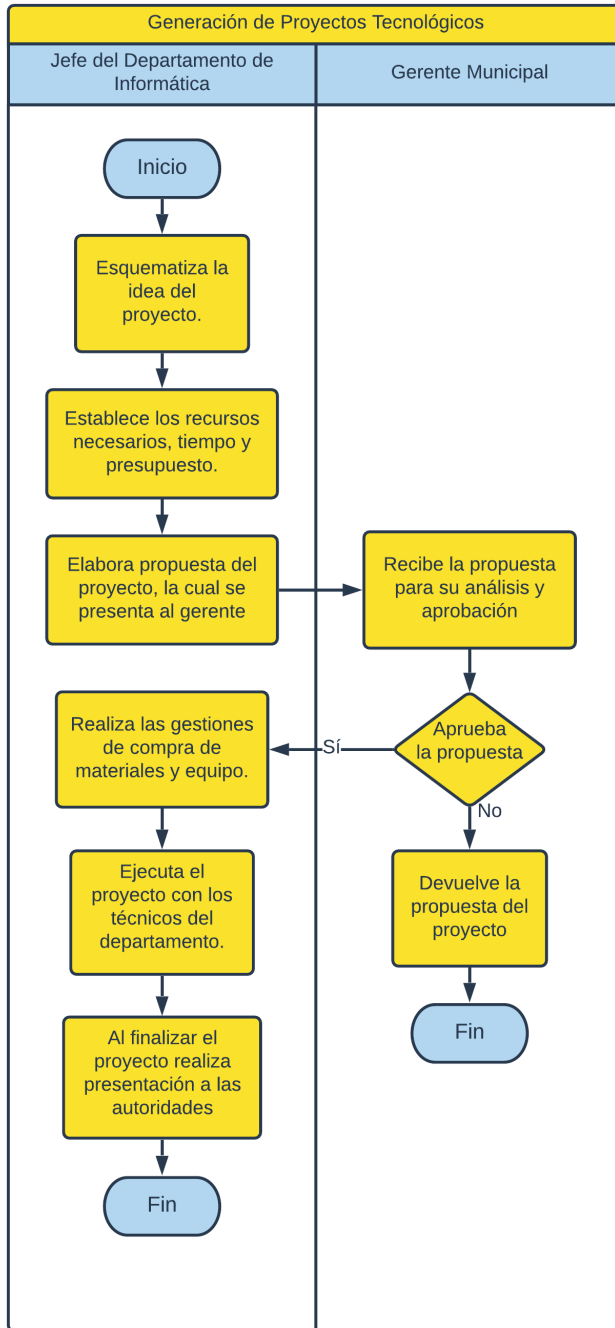 Generación de Proyectos Tecnológicos
Jefe del Departamento de
Informática
Gerente Municipal
Inicio
Esquematiza la
idea del
proyecto.
Establece los recursos
necesarios, tiempo y
presupuesto.
Elabora propuesta del
proyecto, la cual se
presenta al gerente
Recibe la propuesta
para su análisis y
aprobación
Aprueba
la propuesta
Sí
No
Realiza las gestiones
de compra de
materiales y equipo.
Ejecuta el
proyecto con los
técnicos del
departamento.
Devuelve la
propuesta del
proyecto
Fin
Al finalizar el
proyecto realiza
presentación a las
autoridades
Fin